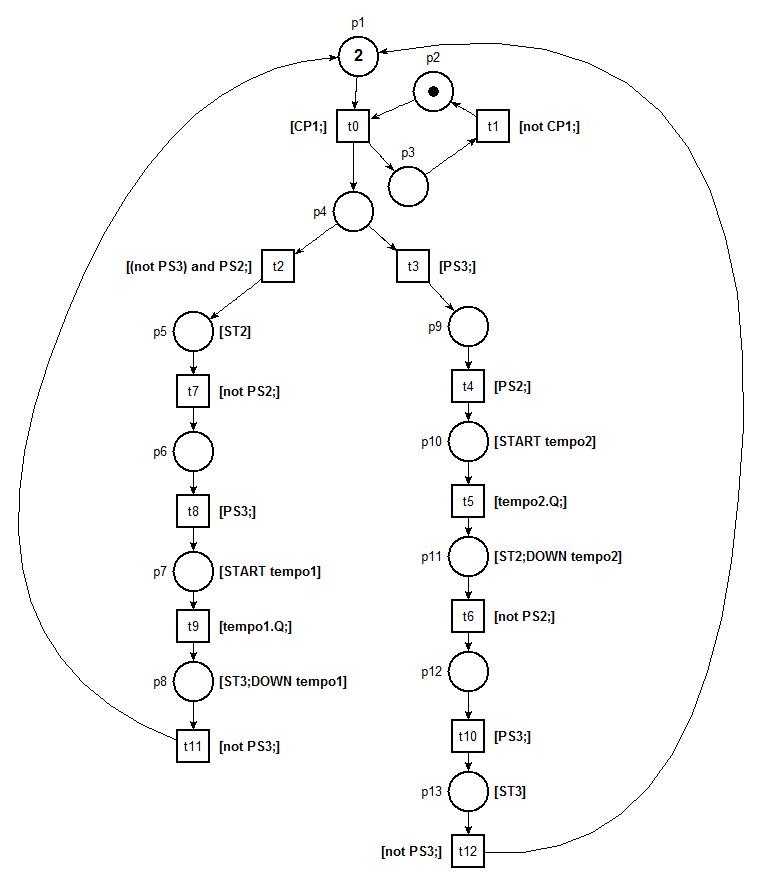 p1
2
p2
[CP1;] t0
t1 [not CP1;]
p3
p4
[(not PS3) and PS2;] t2
t3 [PS3;]
p5 [ST2]
p9
t7 [not PS2;]
t4 [PS2;]
p6
p10 [START tempo2]
t8 [PS3;]
t5 [tempo2.Q;]
p7 [START tempo1]
p11 [ST2;DOWN tempo2]
t9 [tempo1.Q;]
t6 [not PS2;]
p8 [ST3;DOWN tempo1]
p12
t11 [not PS3;]
t10 [PS3;]
p13 [ST3]
[not PS3;] t12